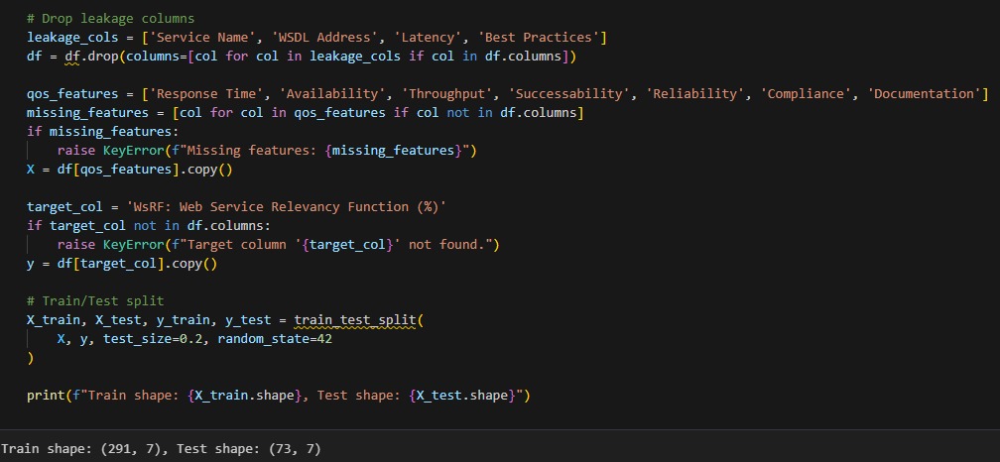 # Drop leakage columns
leakage_cols = ['Service Name', 'WSDL Address', 'Latency', 'Best Practices']
df = df.drop(columns=[col for col in leakage_cols if col in df.columns])
qos_features = ['Response Time', 'Availability', 'Throughput', 'Successability', 'Reliability', 'Compliance', 'Documentation']
missing_features = [col for col in qos_features if col not in df.columns]
if missing_features:
    raise KeyError(f"Missing features: {missing_features}")
X = df[qos_features].copy()
target_col = 'WsRF: Web Service Relevancy Function (%)'
if target_col not in df.columns:
    raise KeyError(f"Target column '{target_col}' not found.")
y = df[target_col].copy()
# Train/Test split
X_train, X_test, y_train, y_test = train_test_split(
    X, y, test_size=0.2, random_state=42
)
print(f"Train shape: {X_train.shape}, Test shape: {X_test.shape}")
Train shape: (291, 7), Test shape: (73, 7)